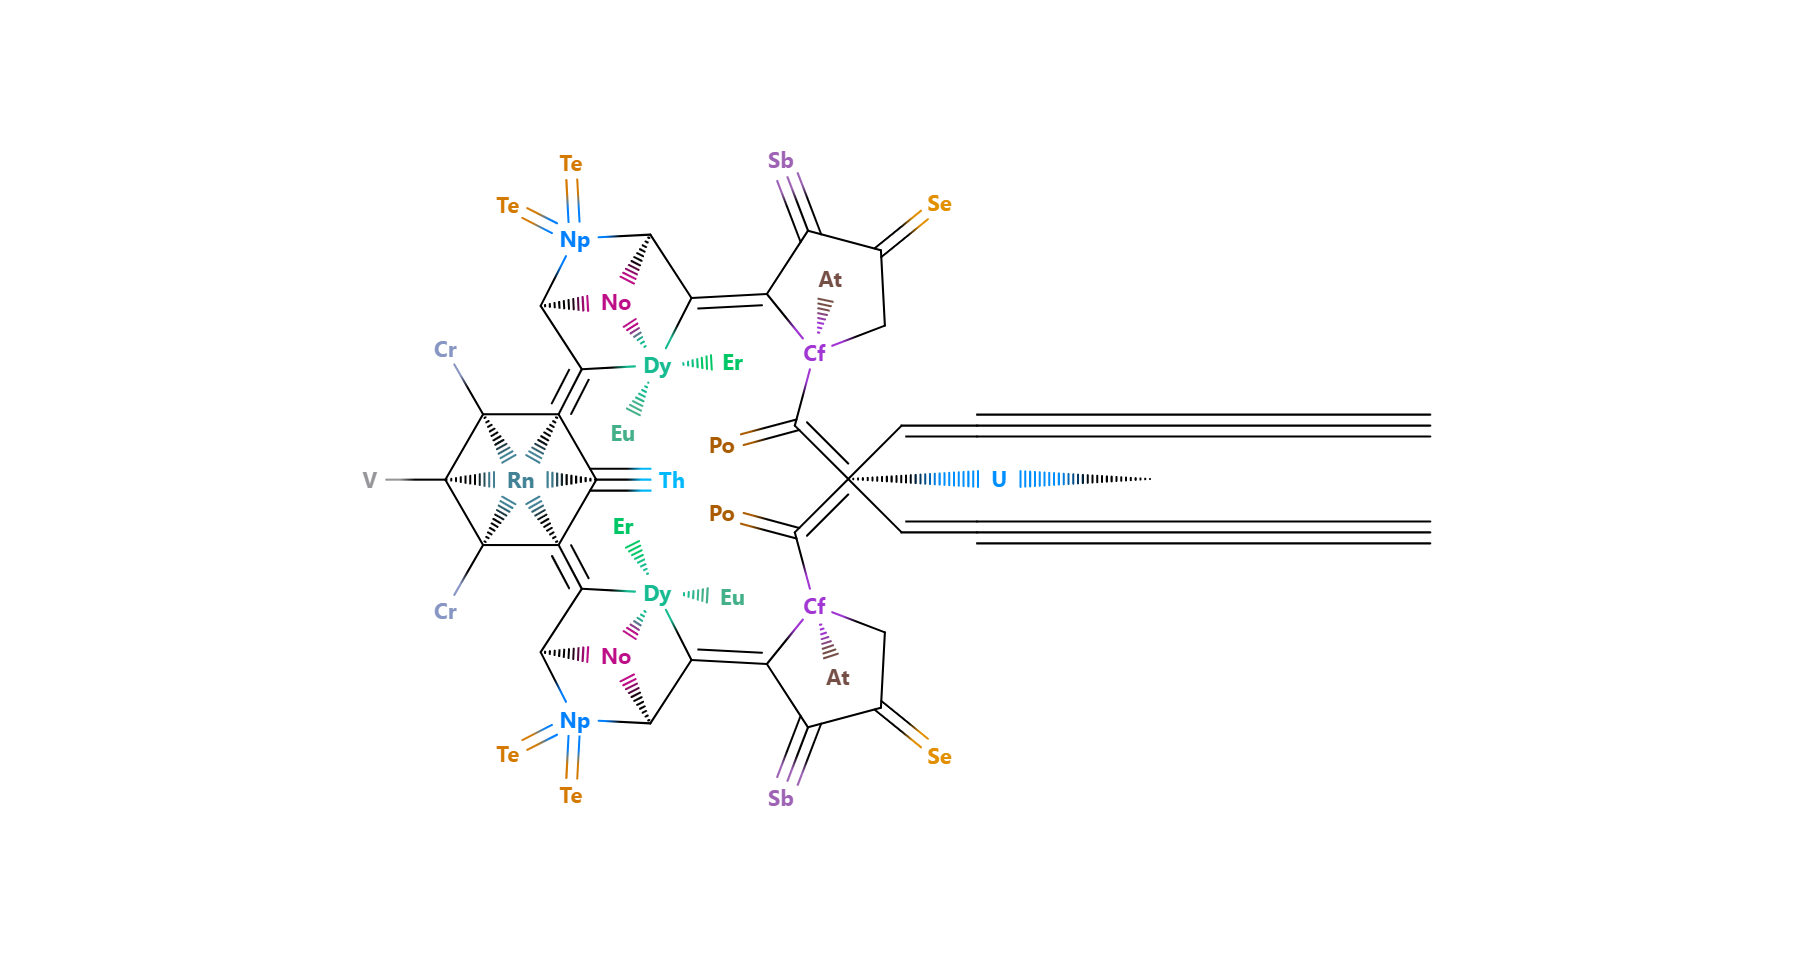 Sb
Te
Se
Te
Np
At
No
Cf
Cr
Dy
Er
Eu
Po
V
Rn
Th
U
Po
Er
Dy
Eu
Cf
Cr
No
At
Np
Te
Se
Te
Sb